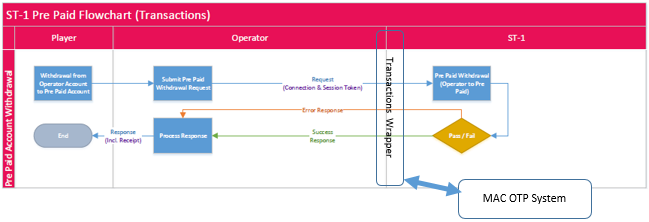 ST-1 Pre Paid Flowchart (Transactions)
Player
Operator
ST-1
Pre Paid Account Withdrawal
Withdrawal from
Operator Account
to Pre Paid Account
Submit Pre Paid
Withdrawal Request
Request
(Connection & Session Token)
Transactions Wrapper
Pre Paid Withdrawal
(Operator to Pre
Paid)
Error Response
End
Response
(Incl. Receipt)
Process Response
Success
Response
Pass / Fail
MAC OTP System